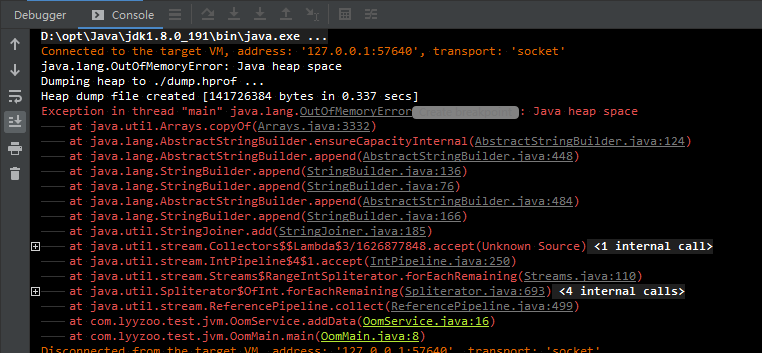 Debugger Console
D:\opt\Java\jdk1.8.0_191\bin\java.exe ...
Connected to the target VM, address: '127.0.0.1:57640', transport: 'socket'
java.lang.OutOfMemoryError: Java heap space
Dumping heap to ./dump.hprof ...
Heap dump file created [141726384 bytes in 0.337 secs]
Exception in thread "main" java.lang.OutOfMemoryError : Java heap space
at java.util.Arrays.copyOf(Arrays.java:3332)
at java.lang.AbstractStringBuilder.ensureCapacityInternal(AbstractStringBuilder.java:124)
at java.lang.AbstractStringBuilder.append(AbstractStringBuilder.java:448)
at java.lang.StringBuilder.append(StringBuilder.java:136)
at java.lang.StringBuilder.append(StringBuilder.java:76)
at java.lang.AbstractStringBuilder.append(AbstractStringBuilder.java:484)
at java.lang.StringBuilder.append(StringBuilder.java:166)
at java.util.StringJoiner.add(StringJoiner.java:185)
at java.util.stream.Collectors$$Lambda$3/1626877848.accept(Unknown Source) <1 internal call>
at java.util.stream.IntPipeline$4$1.accept(IntPipeline.java:250)
at java.util.stream.Streams$RangeIntSpliterator.forEachRemaining(Streams.java:110)
at java.util.Spliterator$OfInt.forEachRemaining(Spliterator.java:693) <4 internal calls>
at java.util.stream.ReferencePipeline.collect(ReferencePipeline.java:499)
at com.lyyzoo.test.jvm.OomService.addData(OomService.java:16)
at com.lyyzoo.test.jvm.OomMain.main(OomMain.java:8)
Disconnected from the target VM, address: '127.0.0.1:57640', transport: 'socket'